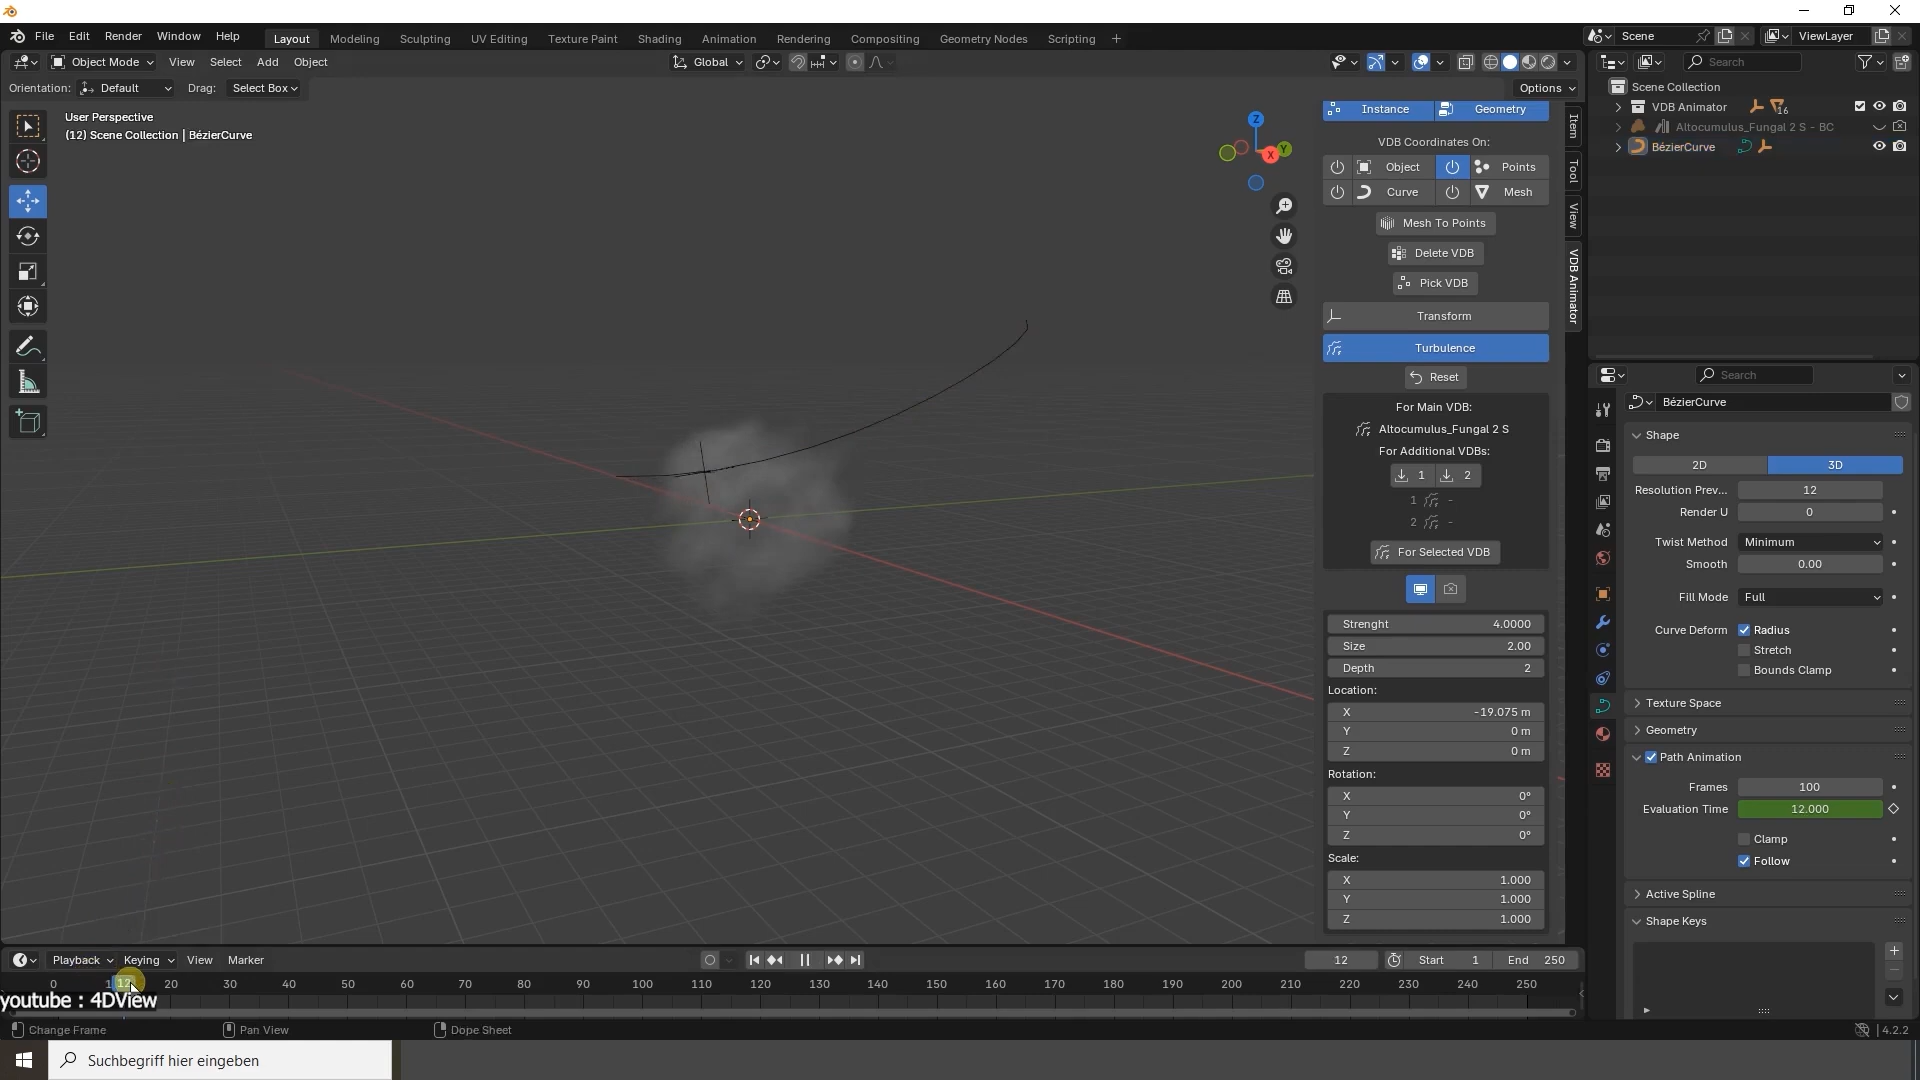 File Edit Render Window Help Layout Modeling Sculpting UV Editing Texture Paint Shading Animation Rendering Compositing Geometry Nodes Scripting + Scene ViewLayer
Object Mode View Select Add Object Global Search
Orientation: Default Drag: Select Box Options
User Perspective
(12) Scene Collection | BézierCurve
Z
Y
X
Instance Geometry
VDB Coordinates On:
Object Points
Curve Mesh
Mesh To Points
Delete VDB
Pick VDB
Transform
Turbulence
Reset
For Main VDB:
Altocumulus_Fungal 2 S
For Additional VDBs:
1 2
1 -
2 -
For Selected VDB
Strenght 4.0000
Size 2.00
Depth 2
Location:
X -19.075 m
Y 0 m
Z 0 m
Rotation:
X 0°
Y 0°
Z 0°
Scale:
X 1.000
Y 1.000
Z 1.000
Item
Tool
View
VDB Animator
Scene Collection
VDB Animator 16
Altocumulus_Fungal 2 S - BC
BézierCurve
Search
BézierCurve
Shape
2D 3D
Resolution Prev... 12
Render U 0
Twist Method Minimum
Smooth 0.00
Fill Mode Full
Curve Deform Radius
Stretch
Bounds Clamp
Texture Space
Geometry
Path Animation
Frames 100
Evaluation Time 12.000
Clamp
Follow
Active Spline
Shape Keys
Playback Keying View Marker 12 Start 1 End 250
0 12 20 30 40 50 60 70 80 90 100 110 120 130 140 150 160 170 180 190 200 210 220 230 240 250
youtube : 4DView
Change Frame Pan View Dope Sheet 4.2.2
Suchbegriff hier eingeben